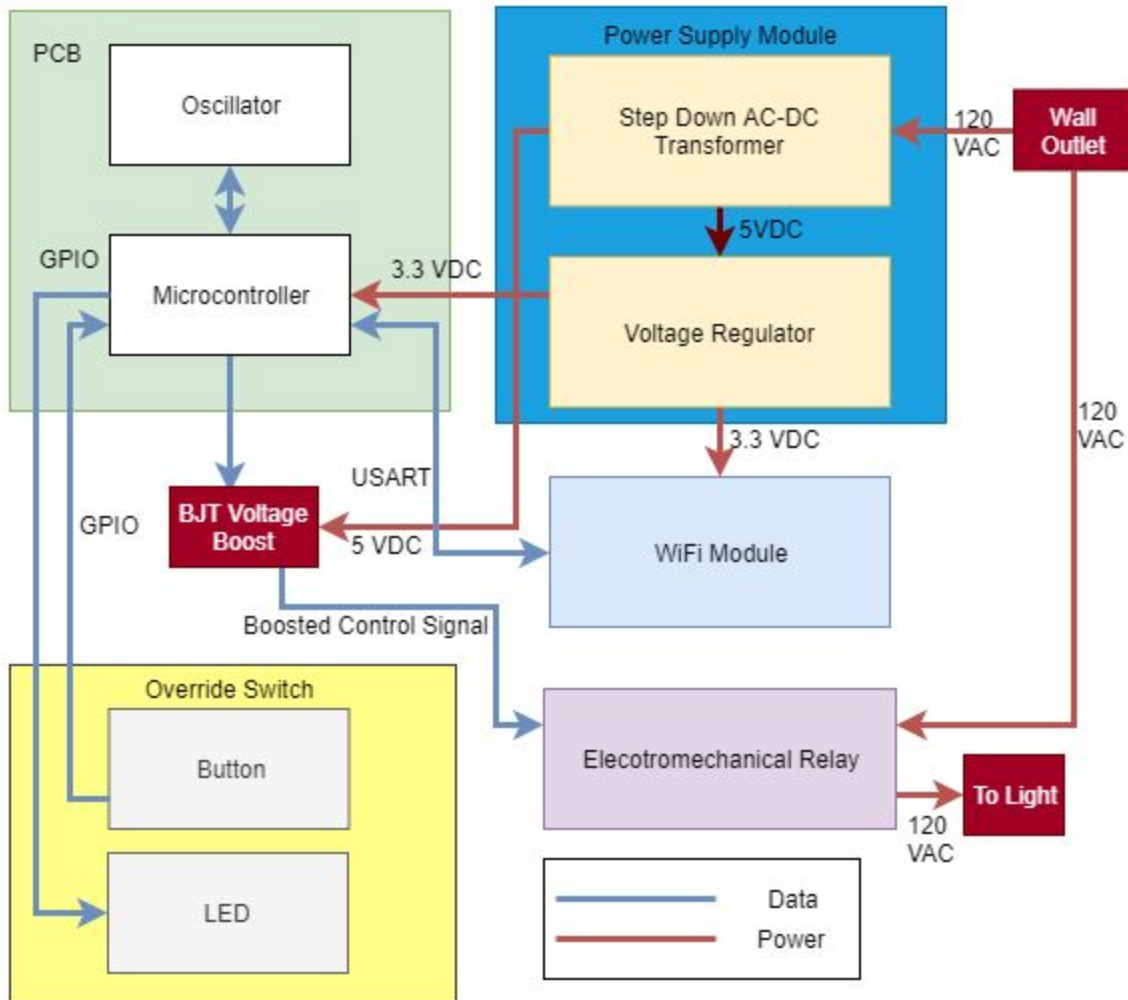 PCB
Oscillator
GPIO
Microcontroller
Power Supply Module
Step Down AC-DC
Transformer
5VDC
Voltage Regulator
120
VAC
Wall
Outlet
3.3 VDC
3.3 VDC
120
VAC
USART
BJT Voltage
Boost
GPIO
5 VDC
WiFi Module
Boosted Control Signal
Override Switch
Button
LED
Elecotromechanical Relay
To Light
120
VAC
Data
Power